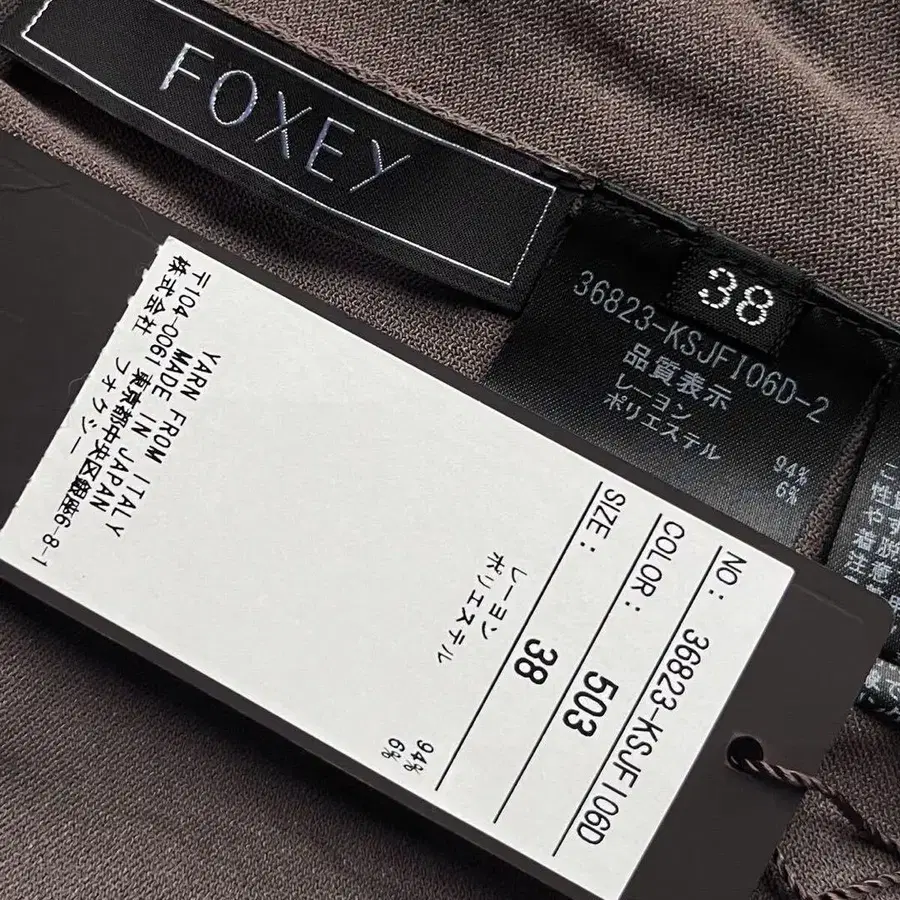 FOXEY
38
36823-KSJFI06D-2
品質表示
レーヨン 94%
ポリエステル 6%
NO: 36823-KSJFI06D
COLOR: 503
SIZE: 38
レーヨン 94%
ポリエステル 6%
YARN FROM ITALY
MADE IN JAPAN
株式会社 フォクシー
〒104-0061 東京都中央区銀座6-8-1